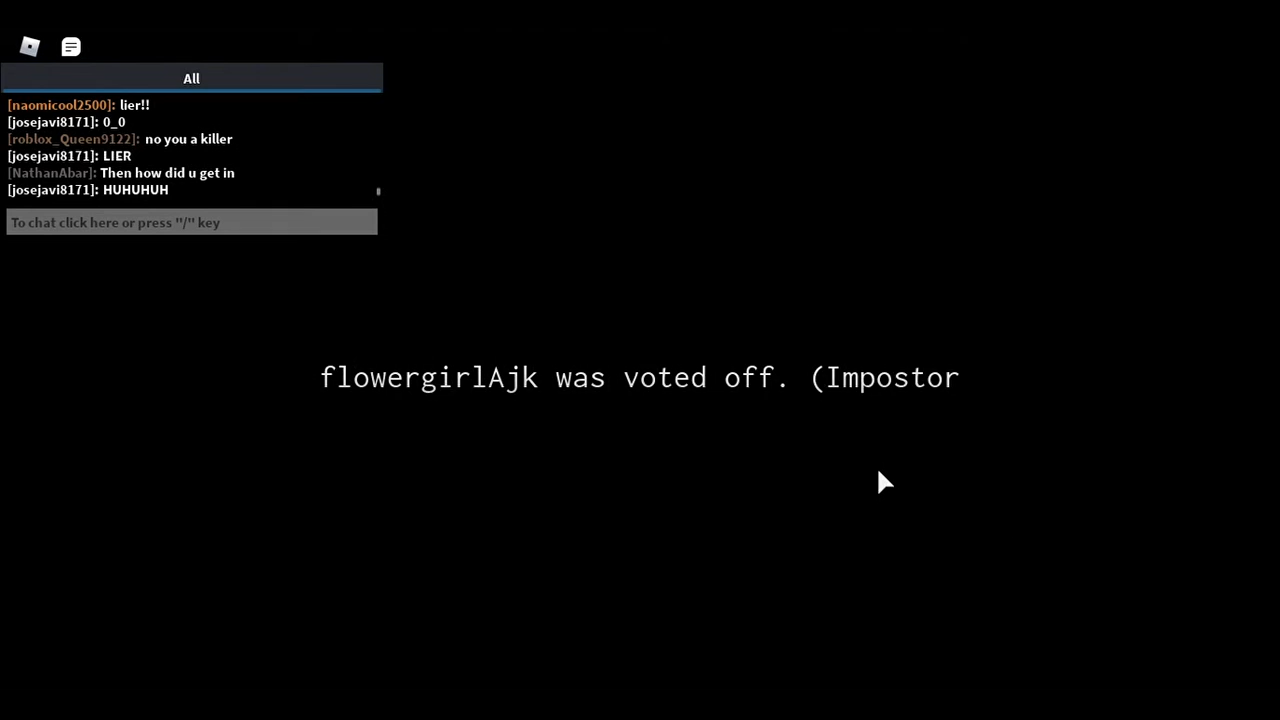 All
[naomicool2500]: lier!!
[josejavi8171]: 0_0
[roblox_Queen9122]: no you a killer
[josejavi8171]: LIER
[NathanAbar]: Then how did u get in
[josejavi8171]: HUHUHUH
To chat click here or press "/" key
flowergirlAjk was voted off. (Impostor